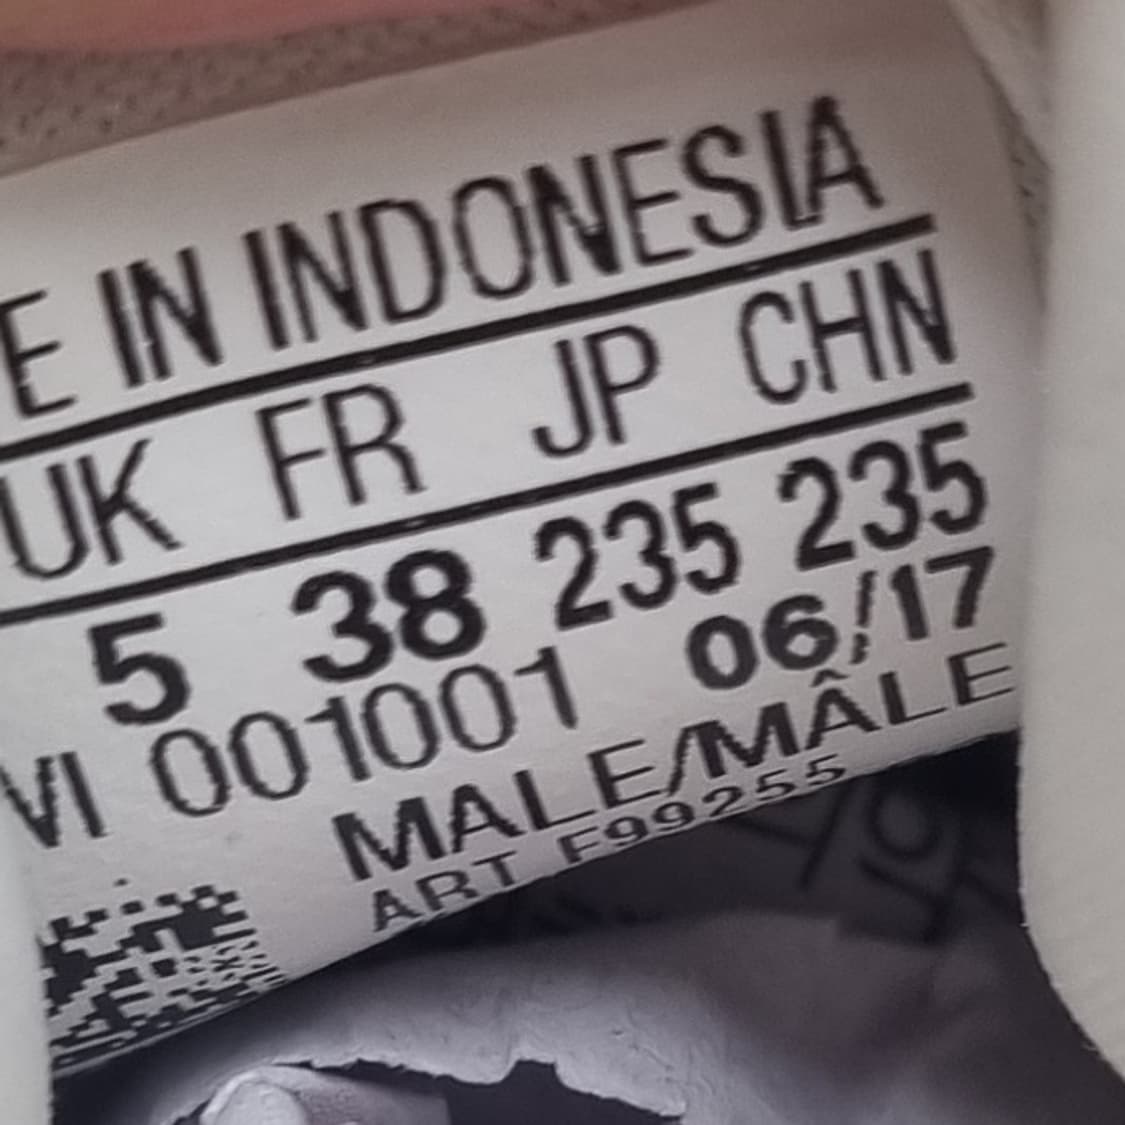 E IN INDONESIA
UK FR JP CHN
5 38 235 235
VI 001001 06/17
MALE/MÂLE
ART F99255